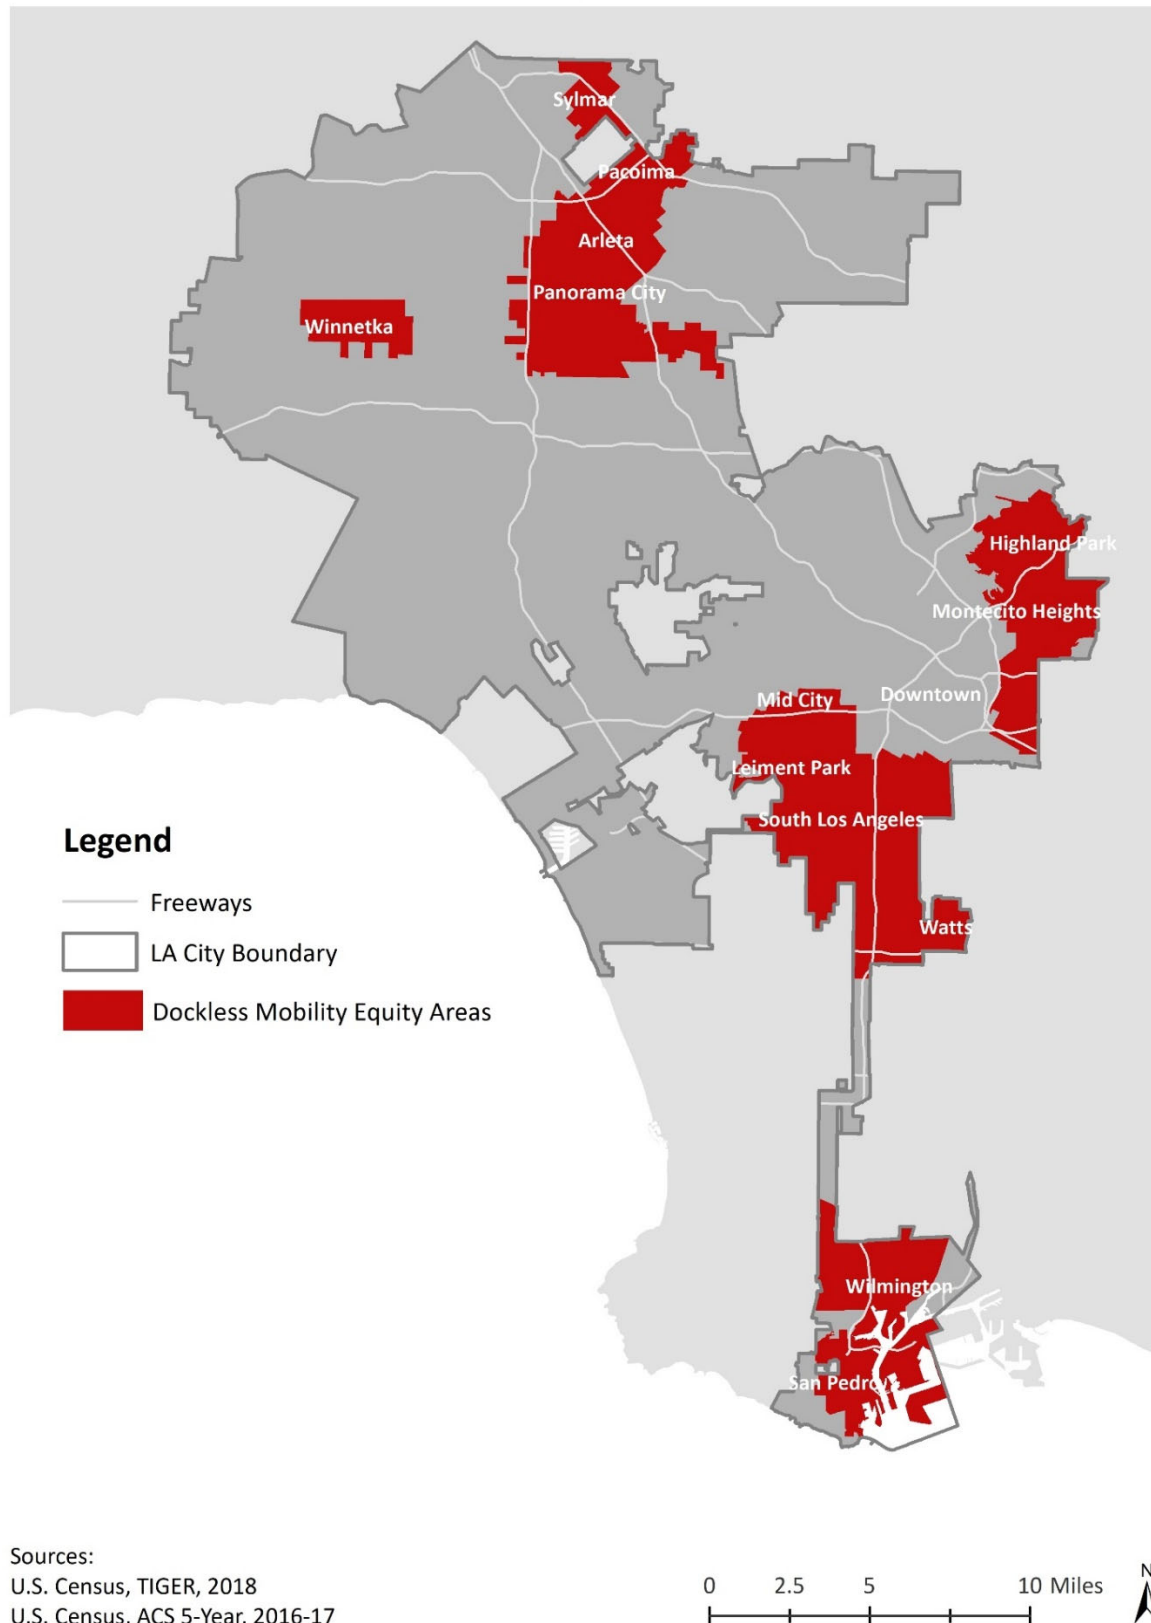 Sylmar
Pacoima
Arleta
Panorama City
Winnetka
Highland Park
Montecito Heights
Mid City
Downtown
Leiment Park
South Los Angeles
Legend
Freeways
Watts
LA City Boundary
Dockless Mobility Equity Areas
Wilmington
San Pedro
Sources:
U.S. Census, TIGER, 2018
U.S. Census, ACS 5-Year, 2016-17
0 2.5 5 10 Miles
N